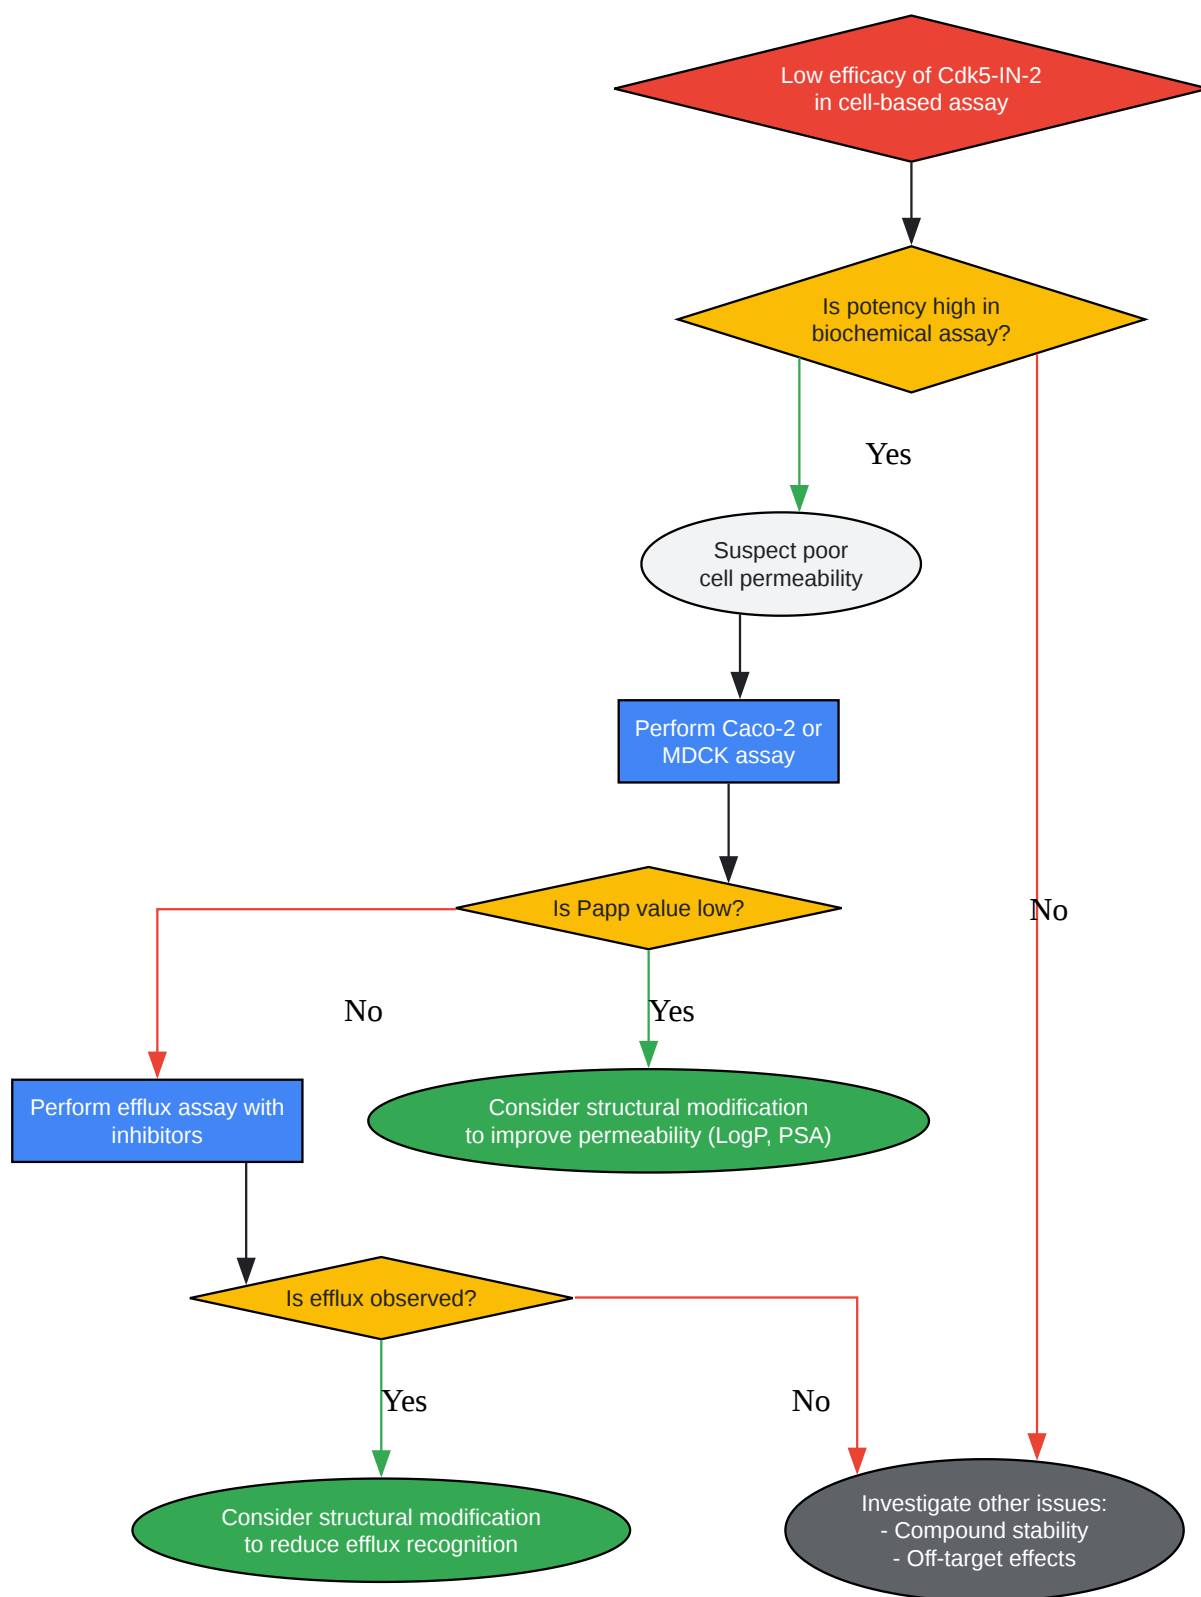 Low efficacy of Cdk5-IN-2
in cell-based assay
Is potency high in
biochemical assay?
Yes
Suspect poor
cell permeability
Perform Caco-2 or
MDCK assay
Is Papp value low?
No
No
Yes
Perform efflux assay with
inhibitors
Consider structural modification
to improve permeability (LogP, PSA)
Is efflux observed?
Yes
No
Consider structural modification
to reduce efflux recognition
Investigate other issues:
- Compound stability
- Off-target effects